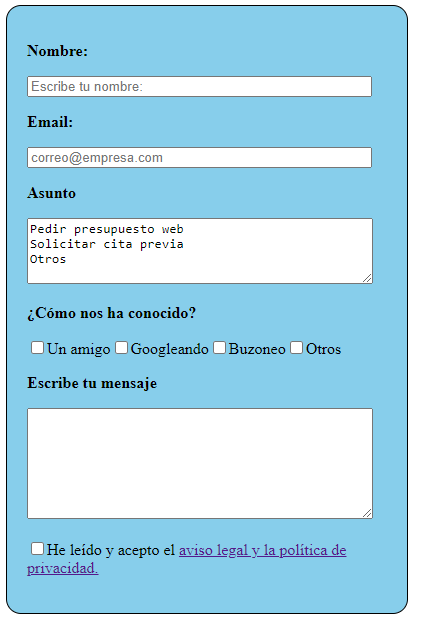 Nombre:
Escribe tu nombre:
Email:
correo@empresa.com
Asunto
Pedir presupuesto web
Solicitar cita previa
Otros
¿Cómo nos ha conocido?
Un amigo Googleando Buzoneo Otros
Escribe tu mensaje
He leído y acepto el aviso legal y la política de
privacidad.